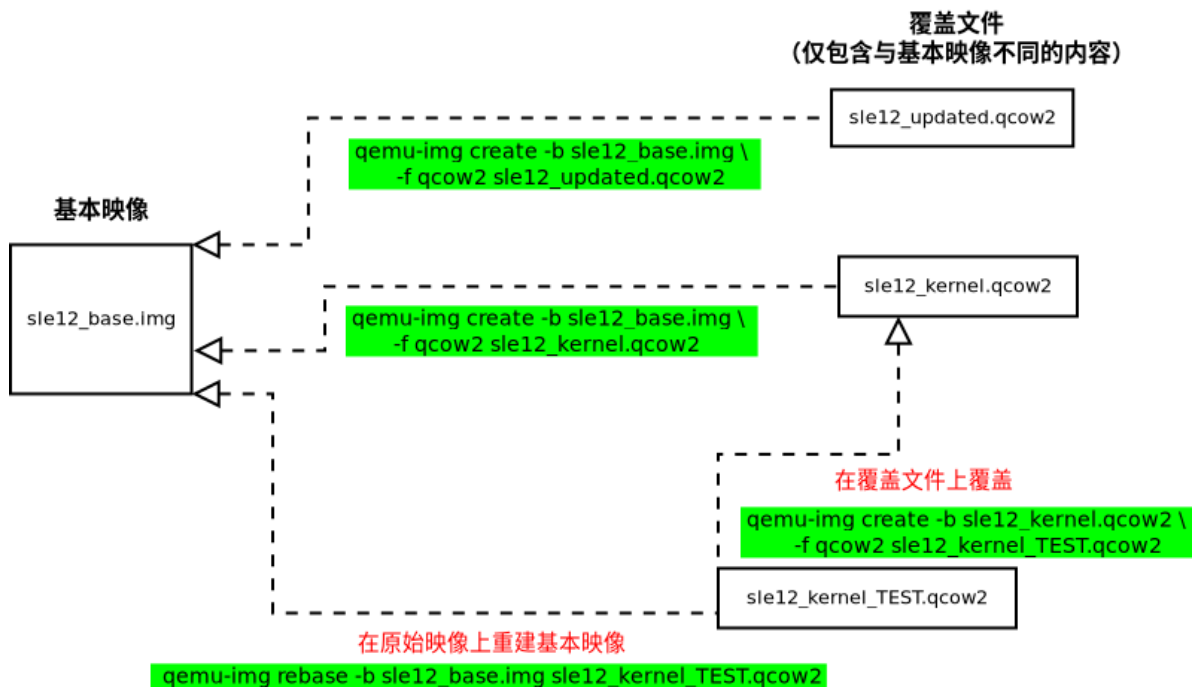 覆盖文件
（仅包含与基本映像不同的内容）
sle12_updated.qcow2
qemu-img create -b sle12_base.img \
-f qcow2 sle12_updated.qcow2
基本映像
sle12_base.img
sle12_kernel.qcow2
qemu-img create -b sle12_base.img \
-f qcow2 sle12_kernel.qcow2
在覆盖文件上覆盖
qemu-img create -b sle12_kernel.qcow2 \
-f qcow2 sle12_kernel_TEST.qcow2
sle12_kernel_TEST.qcow2
在原始映像上重建基本映像
qemu-img rebase -b sle12_base.img sle12_kernel_TEST.qcow2